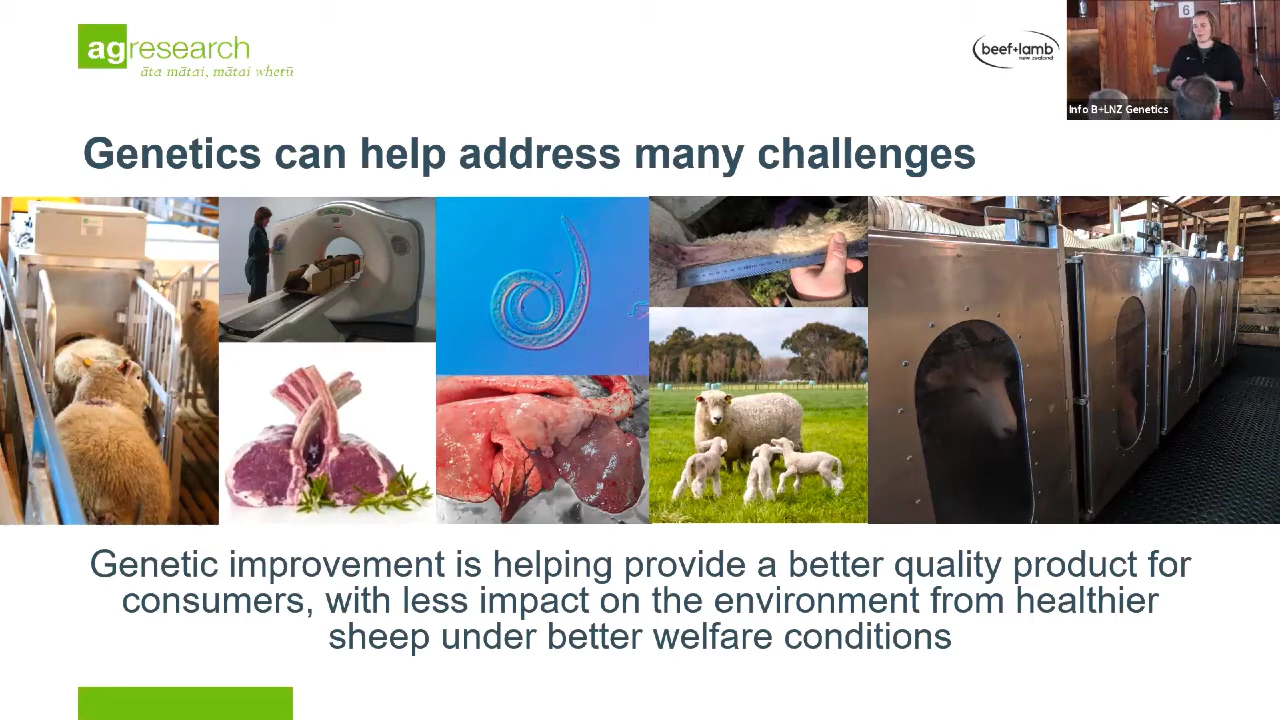 agresearch
āta mātai, mātai whetū
beef+lamb
new zealand
6
Info B+LNZ Genetics
Genetics can help address many challenges
Genetic improvement is helping provide a better quality product for
consumers, with less impact on the environment from healthier
sheep under better welfare conditions